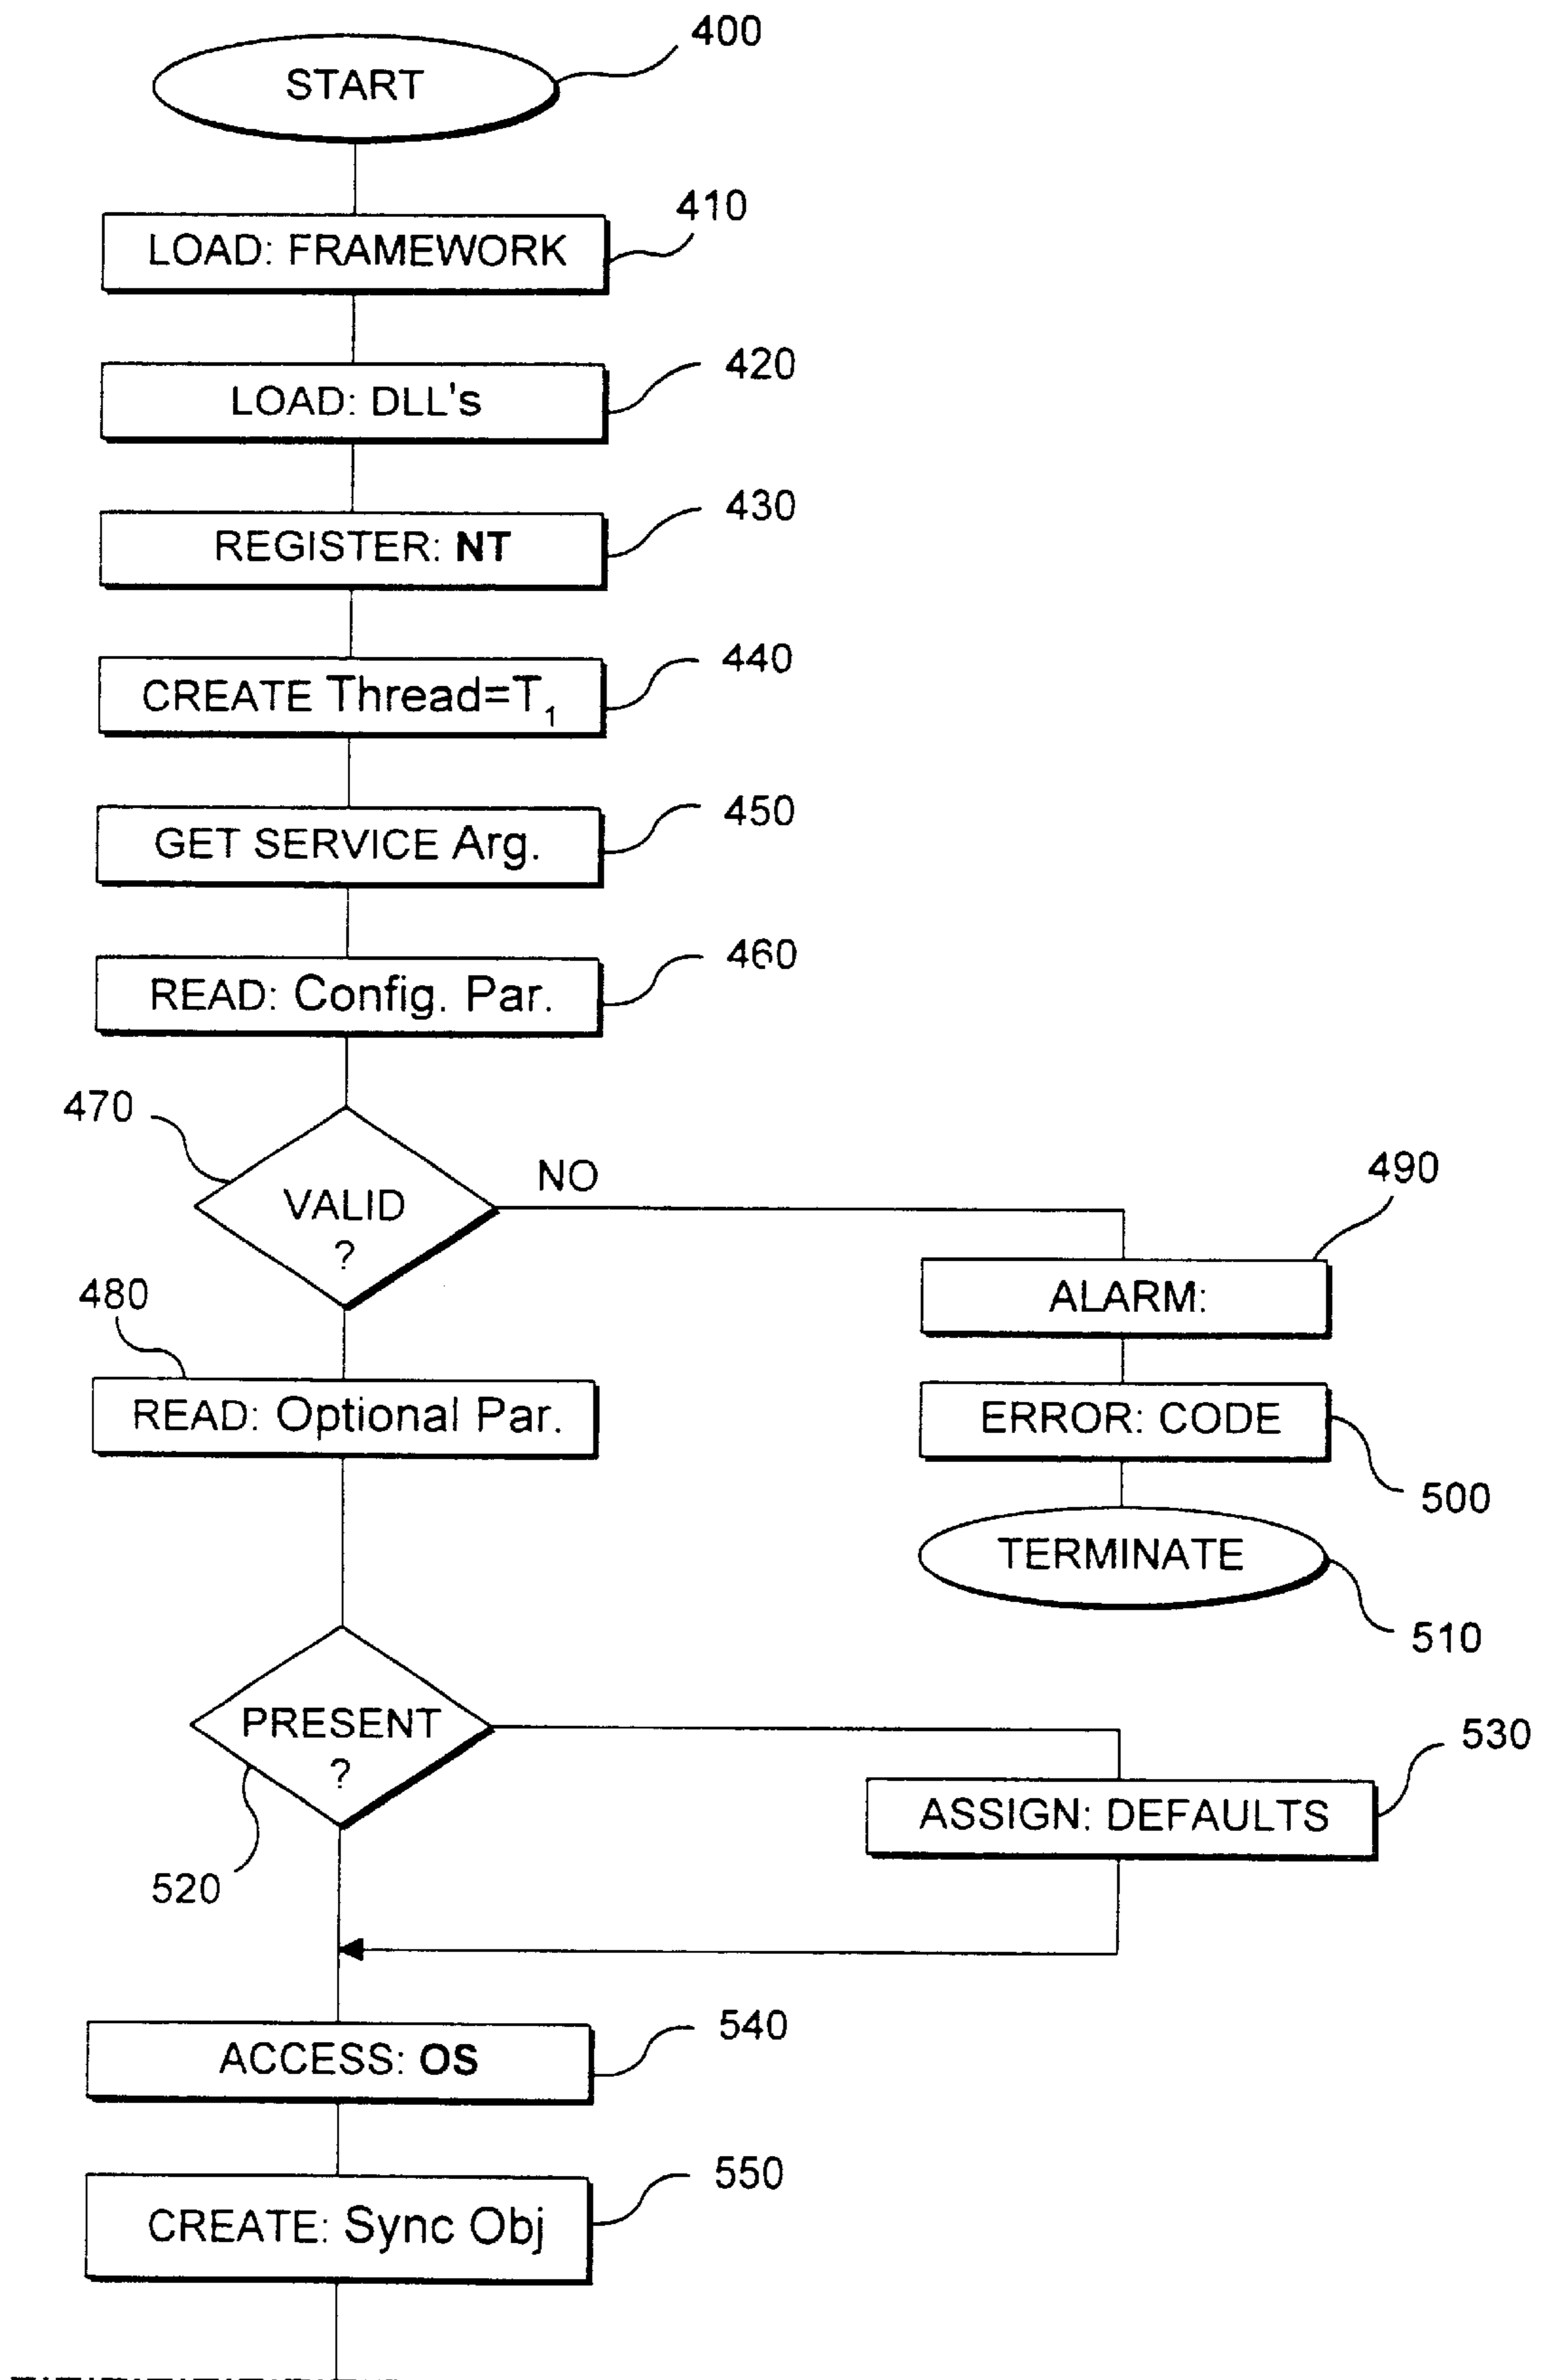 400
START
410
LOAD: FRAMEWORK
420
LOAD: DLL's
430
REGISTER: NT
440
CREATE Thread=T1
450
GET SERVICE Arg.
460
READ: Config. Par.
470
VALID
?
NO
490
ALARM:
480
READ: Optional Par.
ERROR: CODE
500
TERMINATE
510
PRESENT
?
520
530
ASSIGN: DEFAULTS
540
ACCESS: OS
550
CREATE: Sync Obj